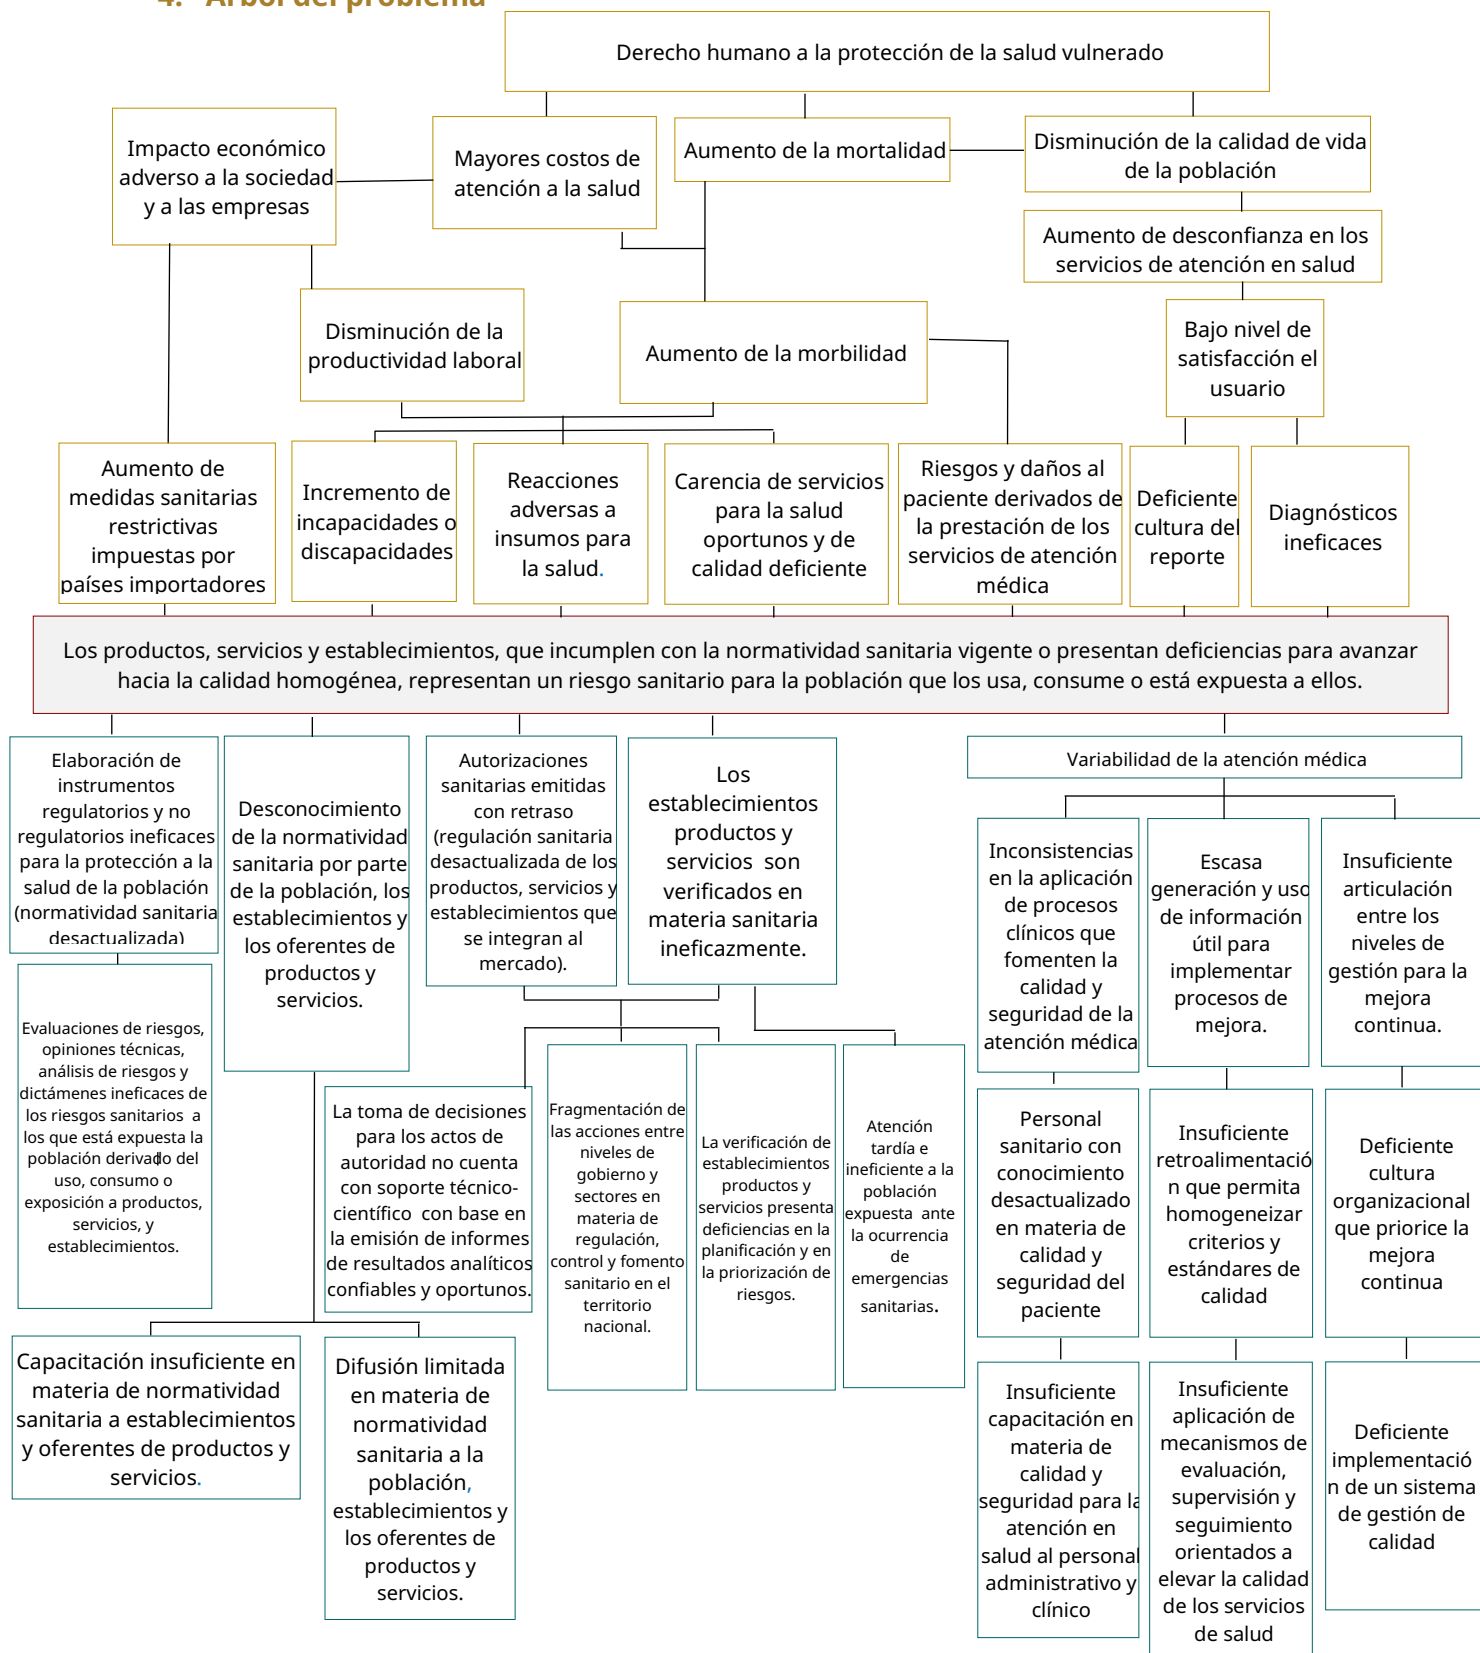 4. Árbol del problema
Derecho humano a la protección de la salud vulnerado
Impacto económico
adverso a la sociedad
y a las empresas
Mayores costos de
atención a la salud
Aumento de la mortalidad
Disminución de la calidad de vida
de la población
Aumento de desconfianza en los
servicios de atención en salud
Disminución de la
productividad laboral
Aumento de la morbilidad
Bajo nivel de
satisfacción el
usuario
Aumento de
medidas sanitarias
restrictivas
impuestas por
países importadores
Incremento de
incapacidades o
discapacidades
Reacciones
adversas a
insumos para
la salud.
Carencia de servicios
para la salud
oportunos y de
calidad deficiente
Riesgos y daños al
paciente derivados de
la prestación de los
servicios de atención
médica
Deficiente
cultura del
reporte
Diagnósticos
ineficaces
Los productos, servicios y establecimientos, que incumplen con la normatividad sanitaria vigente o presentan deficiencias para avanzar
hacia la calidad homogénea, representan un riesgo sanitario para la población que los usa, consume o está expuesta a ellos.
Elaboración de
instrumentos
regulatorios y no
regulatorios ineficaces
para la protección a la
salud de la población
(normatividad sanitaria
desactualizada)
Desconocimiento
de la normatividad
sanitaria por parte
de la población, los
establecimientos y
los oferentes de
productos y
servicios.
Autorizaciones
sanitarias emitidas
con retraso
(regulación sanitaria
desactualizada de los
productos, servicios y
establecimientos que
se integran al
mercado).
Los
establecimientos
productos y
servicios son
verificados en
materia sanitaria
ineficazmente.
Variabilidad de la atención médica
Inconsistencias
en la aplicación
de procesos
clínicos que
fomenten la
calidad y
seguridad de la
atención médica
Escasa
generación y uso
de información
útil para
implementar
procesos de
mejora.
Insuficiente
articulación
entre los
niveles de
gestión para la
mejora
continua.
Evaluaciones de riesgos,
opiniones técnicas,
análisis de riesgos y
dictámenes ineficaces de
los riesgos sanitarios a
los que está expuesta la
población derivado del
uso, consumo o
exposición a productos,
servicios, y
establecimientos.
La toma de decisiones
para los actos de
autoridad no cuenta
con soporte técnico-
científico con base en
la emisión de informes
de resultados analíticos
confiables y oportunos.
Fragmentación de
las acciones entre
niveles de
gobierno y
sectores en
materia de
regulación,
control y fomento
sanitario en el
territorio
nacional.
La verificación de
establecimientos
productos y
servicios presenta
deficiencias en la
planificación y en
la priorización de
riesgos.
Atención
tardía e
ineficiente a la
población
expuesta ante
la ocurrencia
de
emergencias
sanitarias.
Personal
sanitario con
conocimiento
desactualizado
en materia de
calidad y
seguridad del
paciente
Insuficiente
retroalimentació
n que permita
homogeneizar
criterios y
estándares de
calidad
Deficiente
cultura
organizacional
que priorice la
mejora
continua
Capacitación insuficiente en
materia de normatividad
sanitaria a establecimientos
y oferentes de productos y
servicios.
Difusión limitada
en materia de
normatividad
sanitaria a la
población,
establecimientos y
los oferentes de
productos y
servicios.
Insuficiente
capacitación en
materia de
calidad y
seguridad para la
atención en
salud al personal
administrativo y
clínico
Insuficiente
aplicación de
mecanismos de
evaluación,
supervisión y
seguimiento
orientados a
elevar la calidad
de los servicios
de salud
Deficiente
implementació
n de un sistema
de gestión de
calidad